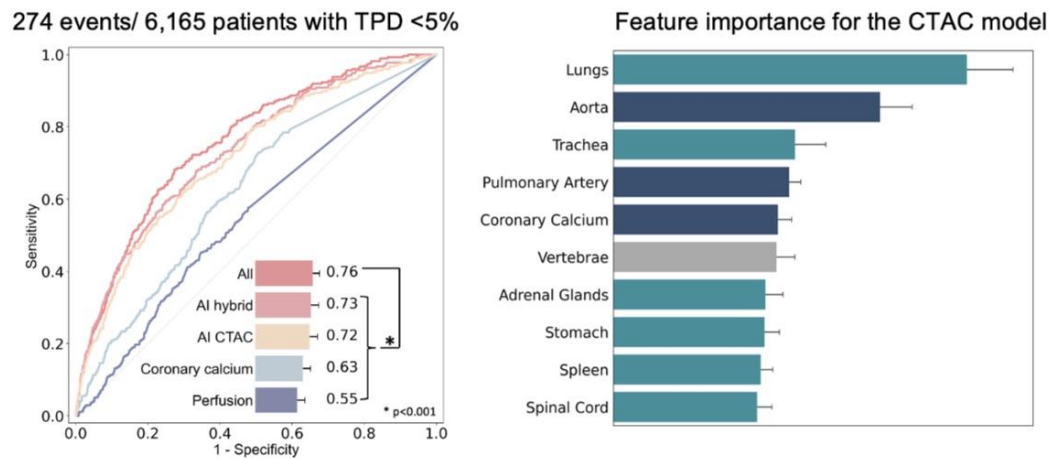 274 events/ 6,165 patients with TPD <5%
1.0
0.8
0.6
0.4
0.2
0.0
Sensitivity
0.0 0.2 0.4 0.6 0.8 1.0
1 - Specificity
All 0.76
AI hybrid 0.73
AI CTAC 0.72
Coronary calcium 0.63
Perfusion 0.55
*
* p<0.001
Feature importance for the CTAC model
Lungs
Aorta
Trachea
Pulmonary Artery
Coronary Calcium
Vertebrae
Adrenal Glands
Stomach
Spleen
Spinal Cord